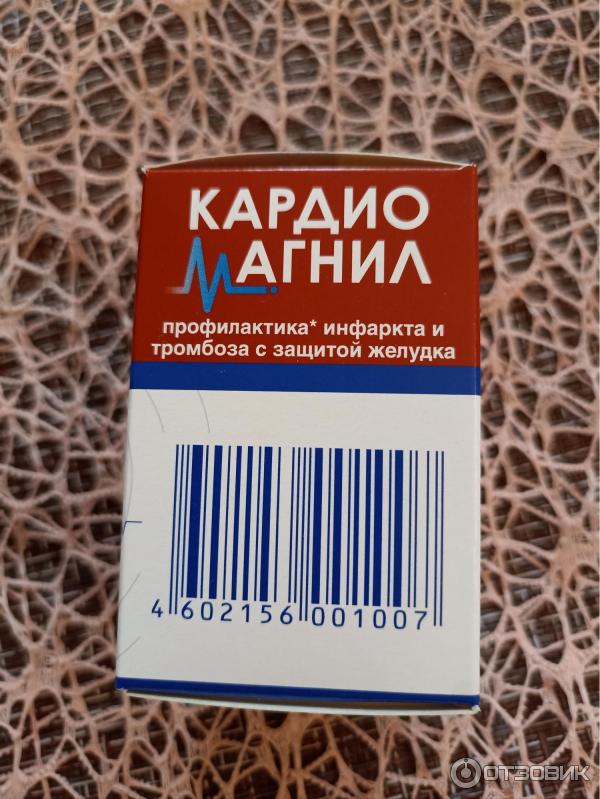 КАРДИО
МАГНИЛ
профилактика* инфаркта и
тромбоза с защитой желудка
4 602156 001007
ОТЗОВИК